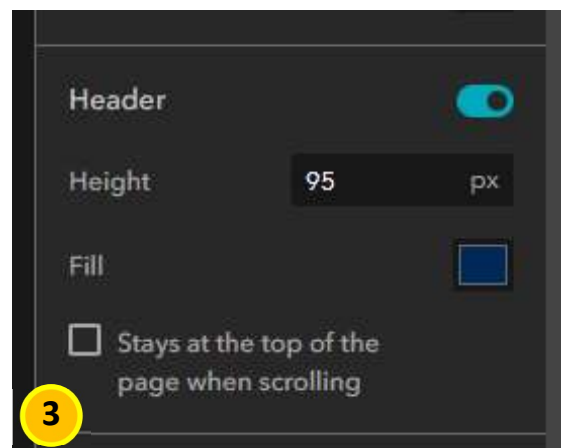 Header
Height 95 px
Fill
Stays at the top of the
page when scrolling
3